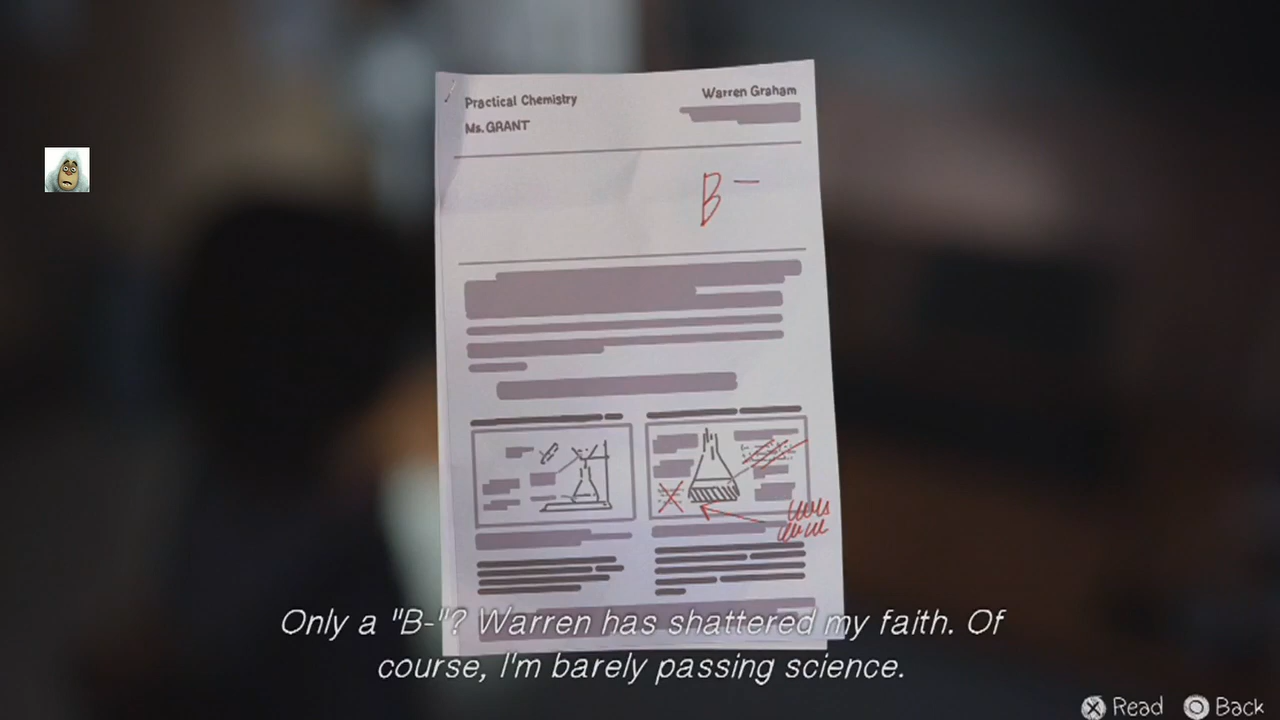 Practical Chemistry
Warren Graham
Ms. GRANT
B -
Only a "B-"? Warren has shattered my faith. Of
course, I'm barely passing science.
Read
Back